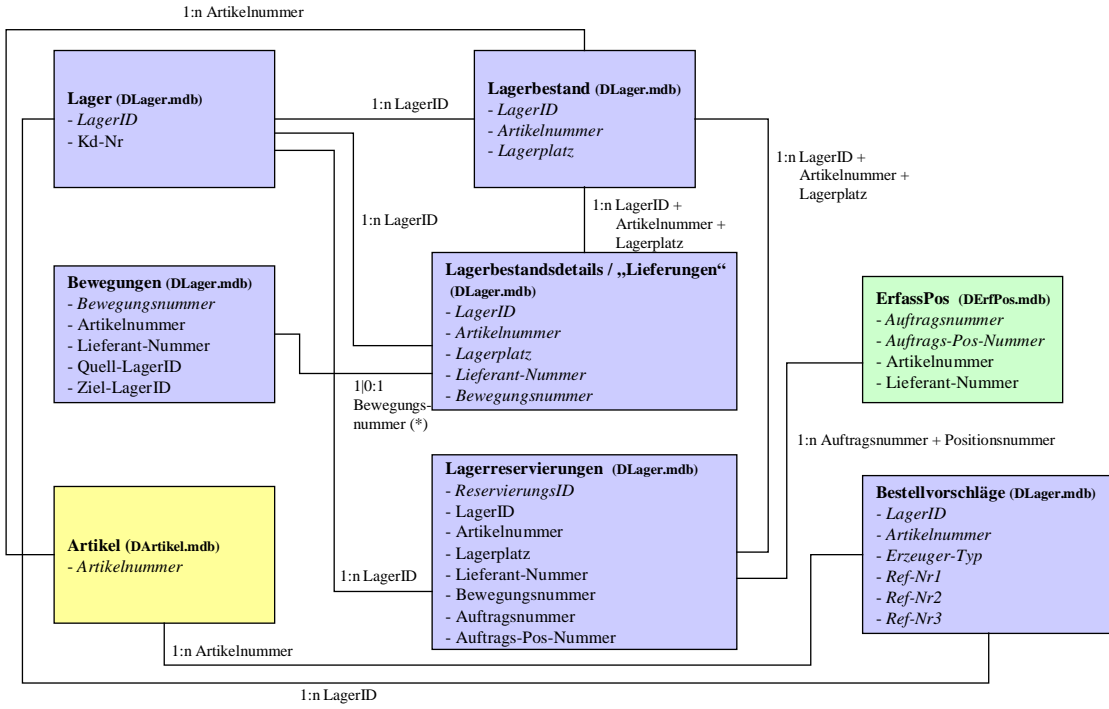 1:n Artikelnummer
Lager (DLager.mdb)
- LagerID
- Kd-Nr
1:n LagerID
Lagerbestand (DLager.mdb)
- LagerID
- Artikelnummer
- Lagerplatz
1:n LagerID +
Artikelnummer +
Lagerplatz
1:n LagerID
1:n LagerID +
Artikelnummer +
Lagerplatz
Bewegungen (DLager.mdb)
- Bewegungsnummer
- Artikelnummer
- Lieferant-Nummer
- Quell-LagerID
- Ziel-LagerID
Lagerbestandsdetails / „Lieferungen“
(DLager.mdb)
- LagerID
- Artikelnummer
- Lagerplatz
- Lieferant-Nummer
- Bewegungsnummer
ErfassPos (DErfPos.mdb)
- Auftragsnummer
- Auftrags-Pos-Nummer
- Artikelnummer
- Lieferant-Nummer
1|0:1
Bewegungs-
nummer (*)
1:n Auftragsnummer + Positionsnummer
Lagerreservierungen (DLager.mdb)
- ReservierungsID
- LagerID
- Artikelnummer
- Lagerplatz
- Lieferant-Nummer
- Bewegungsnummer
- Auftragsnummer
- Auftrags-Pos-Nummer
Bestellvorschläge (DLager.mdb)
- LagerID
- Artikelnummer
- Erzeuger-Typ
- Ref-Nr1
- Ref-Nr2
- Ref-Nr3
Artikel (DArtikel.mdb)
- Artikelnummer
1:n LagerID
1:n Artikelnummer
1:n LagerID